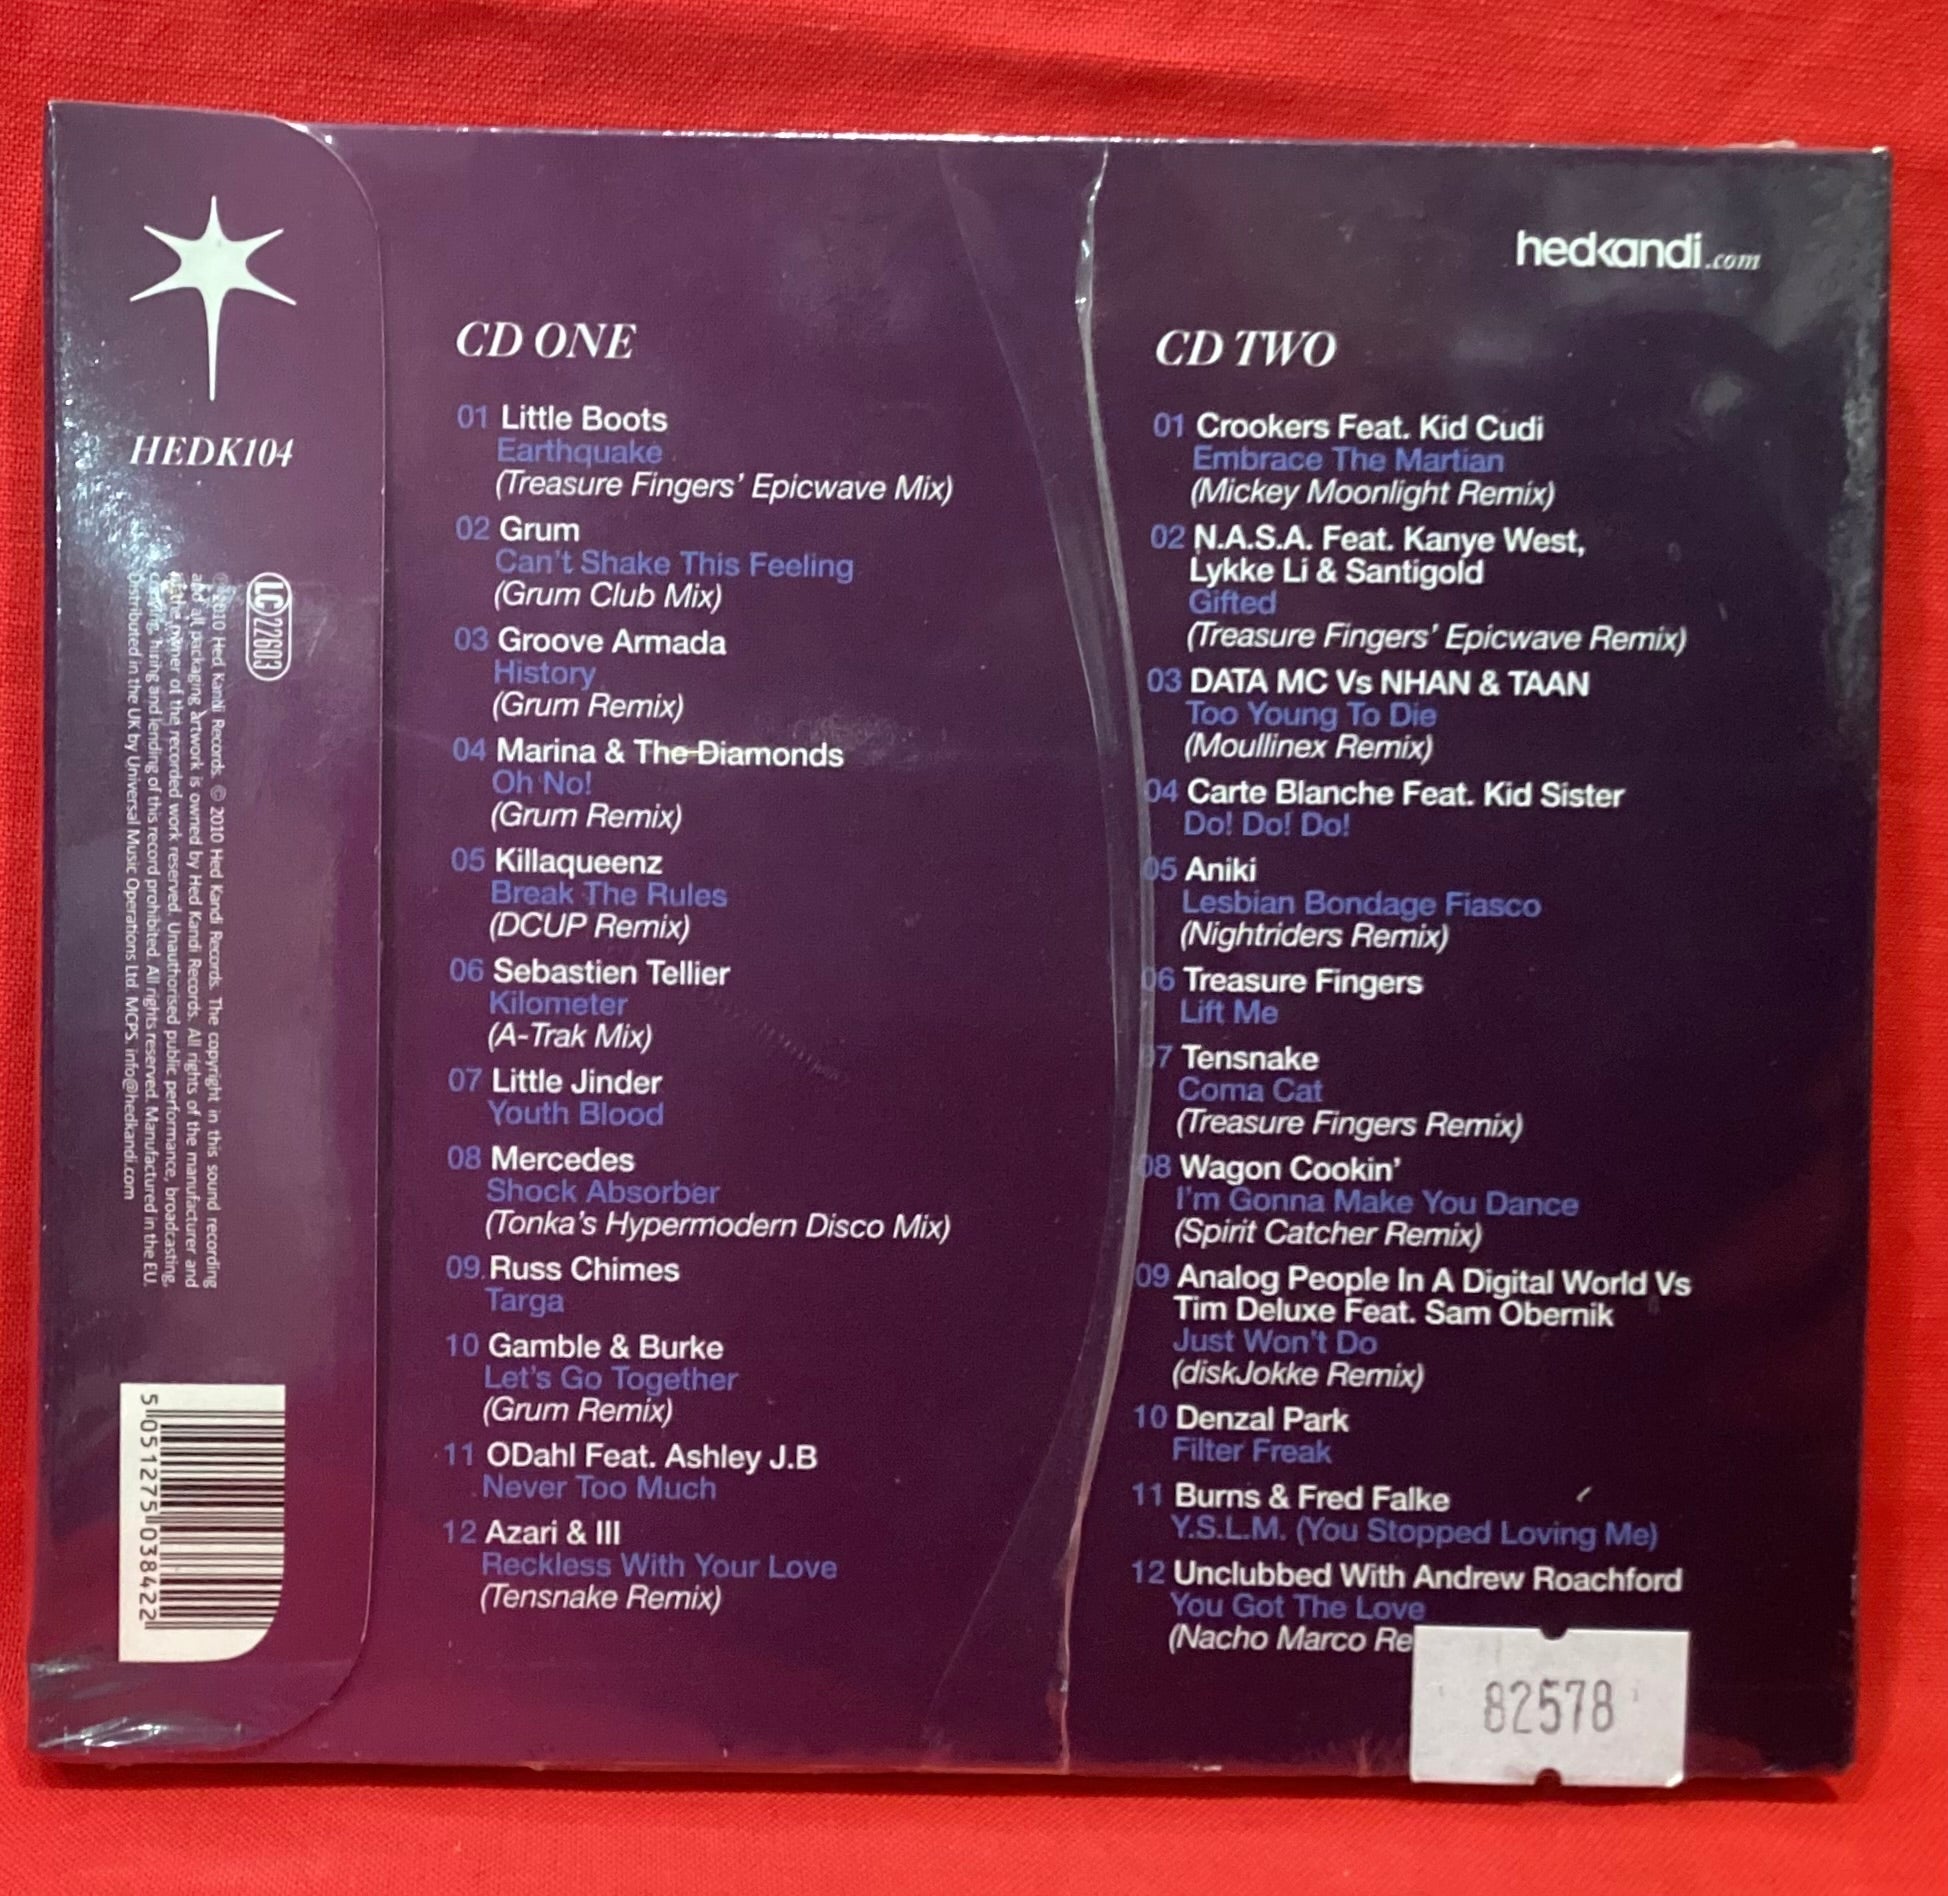 HEDK104
LC 22603
℗ 2010 Hed Kandi Records. © 2010 Hed Kandi Records. The copyright in this sound recording
and all packaging artwork is owned by Hed Kandi Records. All rights of the manufacturer and
of the owner of the recorded work reserved. Unauthorised public performance, broadcasting,
copying, hiring and lending of this record prohibited. All rights reserved. Manufactured in the EU.
Distributed in the UK by Universal Music Operations Ltd. MCPS. info@hedkandi.com
5 051275 038422
CD ONE
01 Little Boots
Earthquake
(Treasure Fingers' Epicwave Mix)
02 Grum
Can't Shake This Feeling
(Grum Club Mix)
03 Groove Armada
History
(Grum Remix)
04 Marina & The Diamonds
Oh No!
(Grum Remix)
05 Killaqueenz
Break The Rules
(DCUP Remix)
06 Sebastien Tellier
Kilometer
(A-Trak Mix)
07 Little Jinder
Youth Blood
08 Mercedes
Shock Absorber
(Tonka's Hypermodern Disco Mix)
09 Russ Chimes
Targa
10 Gamble & Burke
Let's Go Together
(Grum Remix)
11 ODahl Feat. Ashley J.B
Never Too Much
12 Azari & III
Reckless With Your Love
(Tensnake Remix)
hedkandi.com
CD TWO
01 Crookers Feat. Kid Cudi
Embrace The Martian
(Mickey Moonlight Remix)
02 N.A.S.A. Feat. Kanye West,
Lykke Li & Santigold
Gifted
(Treasure Fingers' Epicwave Remix)
03 DATA MC Vs NHAN & TAAN
Too Young To Die
(Moullinex Remix)
04 Carte Blanche Feat. Kid Sister
Do! Do! Do!
05 Aniki
Lesbian Bondage Fiasco
(Nightriders Remix)
06 Treasure Fingers
Lift Me
07 Tensnake
Coma Cat
(Treasure Fingers Remix)
08 Wagon Cookin'
I'm Gonna Make You Dance
(Spirit Catcher Remix)
09 Analog People In A Digital World Vs
Tim Deluxe Feat. Sam Obernik
Just Won't Do
(diskJokke Remix)
10 Denzal Park
Filter Freak
11 Burns & Fred Falke
Y.S.L.M. (You Stopped Loving Me)
12 Unclubbed With Andrew Roachford
You Got The Love
(Nacho Marco Re
82578